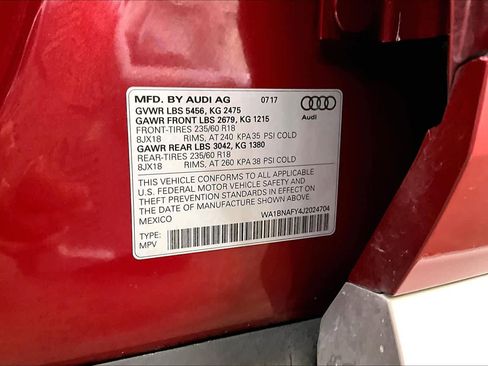 MFD. BY AUDI AG 0717
GVWR LBS 5456, KG 2475
GAWR FRONT LBS 2679, KG 1215
FRONT-TIRES 235/60 R18
8JX18 RIMS, AT 240 KPA 35 PSI COLD
GAWR REAR LBS 3042, KG 1380
REAR-TIRES 235/60 R18
8JX18 RIMS, AT 260 KPA 38 PSI COLD
Audi
THIS VEHICLE CONFORMS TO ALL APPLICABLE
U.S. FEDERAL MOTOR VEHICLE SAFETY AND
THEFT PREVENTION STANDARDS IN EFFECT
ON THE DATE OF MANUFACTURE SHOWN ABOVE.
MEXICO
WA1BNAFY4J2024704
TYPE:
MPV